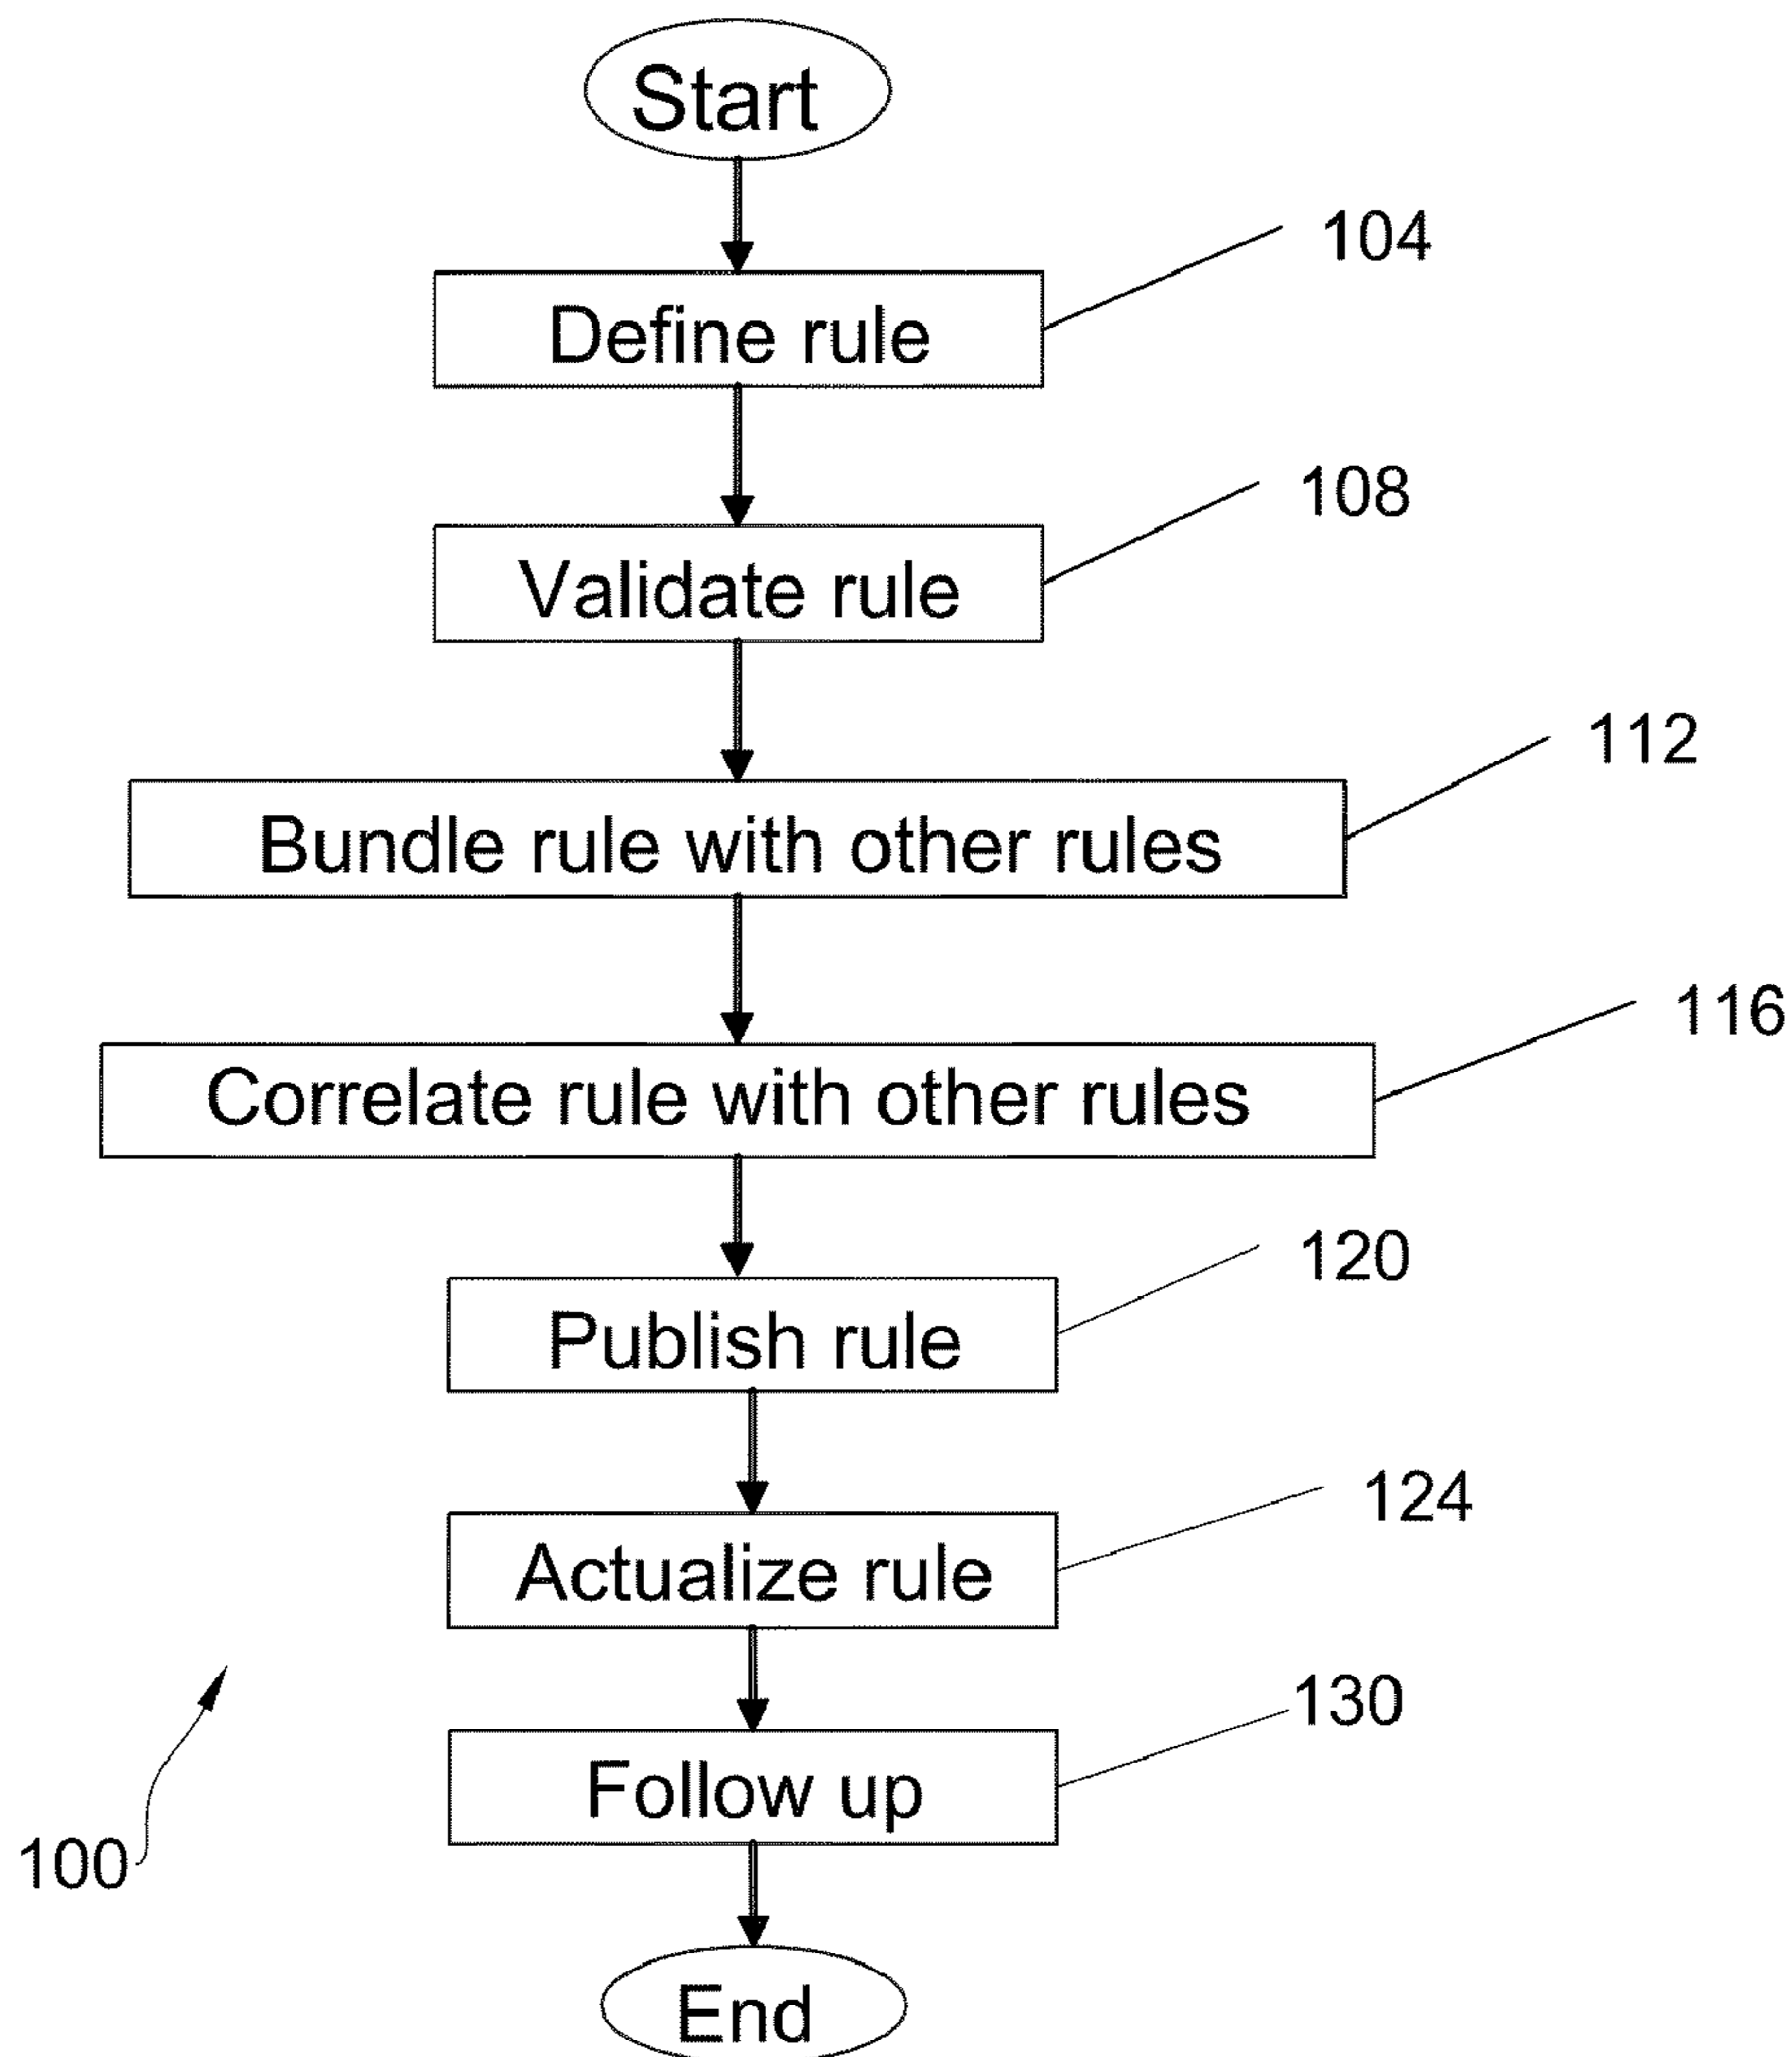 Start
104
Define rule
108
Validate rule
112
Bundle rule with other rules
116
Correlate rule with other rules
120
Publish rule
124
Actualize rule
130
Follow up
100
End